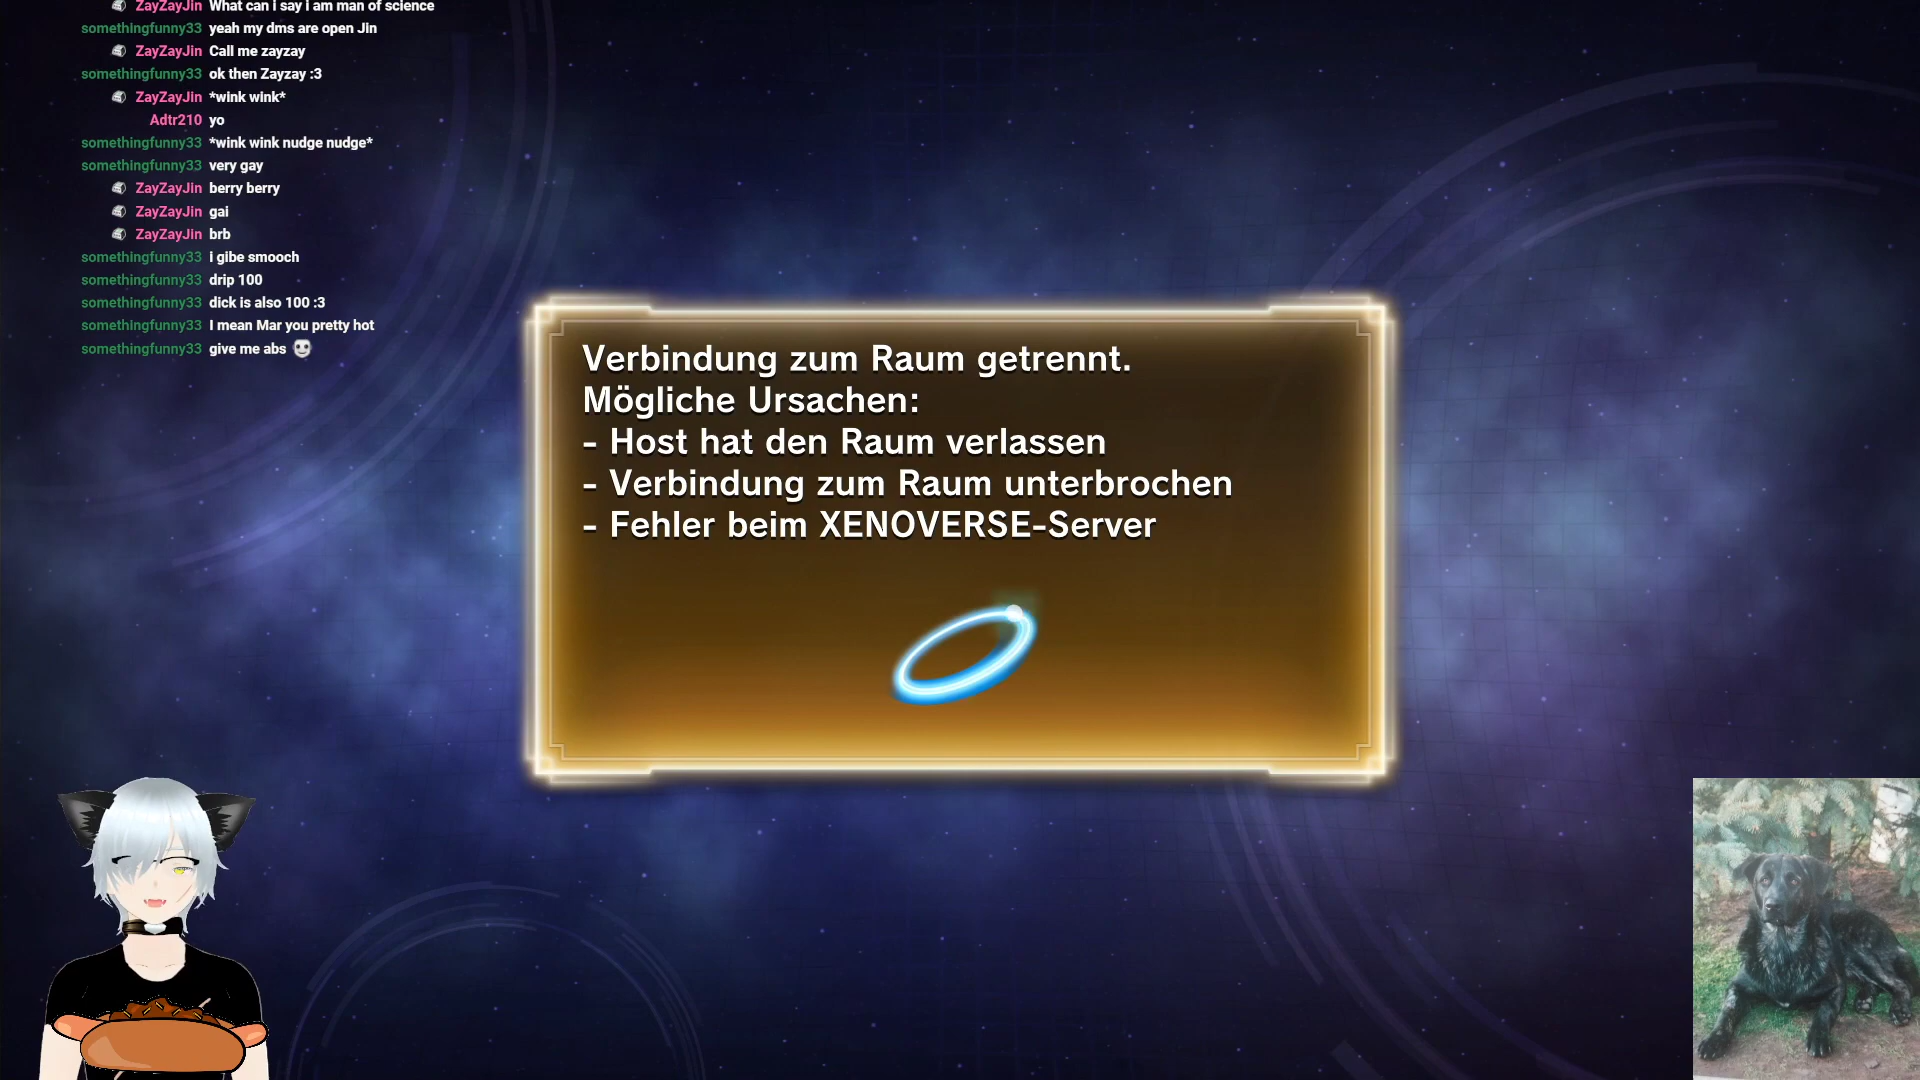 ZayZayJin What can i say i am man of science
somethingfunny33 yeah my dms are open Jin
ZayZayJin Call me zayzay
somethingfunny33 ok then Zayzay :3
ZayZayJin *wink wink*
Adtr210 yo
somethingfunny33 *wink wink nudge nudge*
somethingfunny33 very gay
ZayZayJin berry berry
ZayZayJin gai
ZayZayJin brb
somethingfunny33 i gibe smooch
somethingfunny33 drip 100
somethingfunny33 dick is also 100 :3
somethingfunny33 I mean Mar you pretty hot
somethingfunny33 give me abs
Verbindung zum Raum getrennt.
Mögliche Ursachen:
- Host hat den Raum verlassen
- Verbindung zum Raum unterbrochen
- Fehler beim XENOVERSE-Server